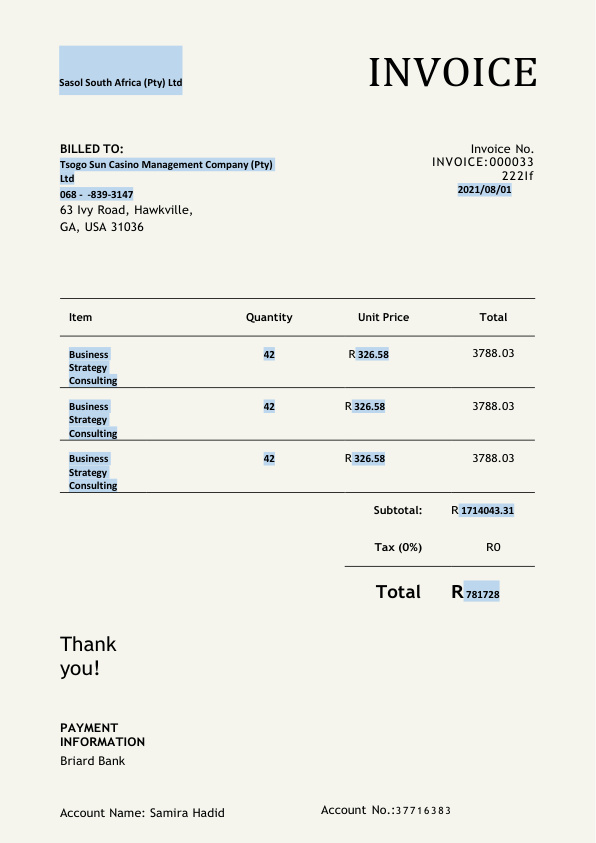 Sasol South Africa (Pty) Ltd
INVOICE
BILLED TO:
Tsogo Sun Casino Management Company (Pty)
Ltd
068 - -839-3147
63 Ivy Road, Hawkville,
GA, USA 31036
Invoice No.
INVOICE:000033
222If
2021/08/01
Item Quantity Unit Price Total
Business 42 R 326.58 3788.03
Strategy
Consulting
Business 42 R 326.58 3788.03
Strategy
Consulting
Business 42 R 326.58 3788.03
Strategy
Consulting
Subtotal: R 1714043.31
Tax (0%) R0
Total R 781728
Thank
you!
PAYMENT
INFORMATION
Briard Bank
Account Name: Samira Hadid
Account No.:37716383